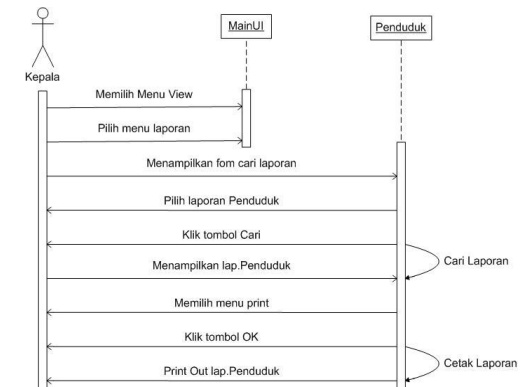 MainUI
Penduduk
Kepala
Memilih Menu View
Pilih menu laporan
Menampilkan fom cari laporan
Pilih laporan Penduduk
Klik tombol Cari
Cari Laporan
Menampilkan lap.Penduduk
Memilih menu print
Klik tombol OK
Cetak Laporan
Print Out lap.Penduduk